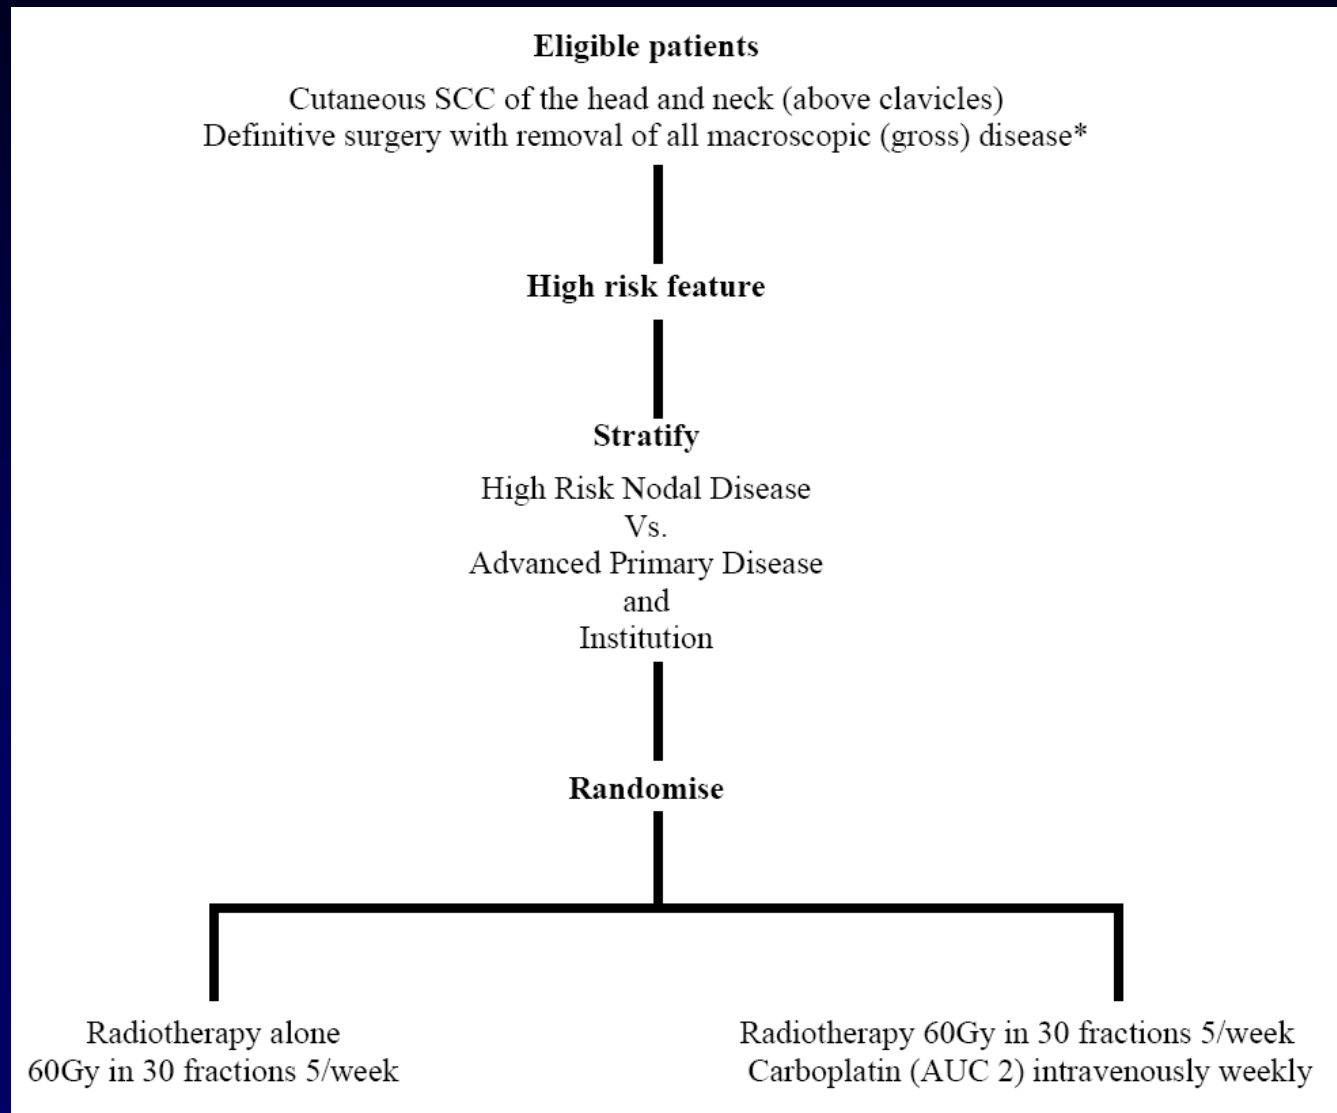 Eligible patients
Cutaneous SCC of the head and neck (above clavicles)
Definitive surgery with removal of all macroscopic (gross) disease*
High risk feature
Stratify
High Risk Nodal Disease
Vs.
Advanced Primary Disease
and
Institution
Randomise
Radiotherapy alone
60Gy in 30 fractions 5/week
Radiotherapy 60Gy in 30 fractions 5/week
Carboplatin (AUC 2) intravenously weekly